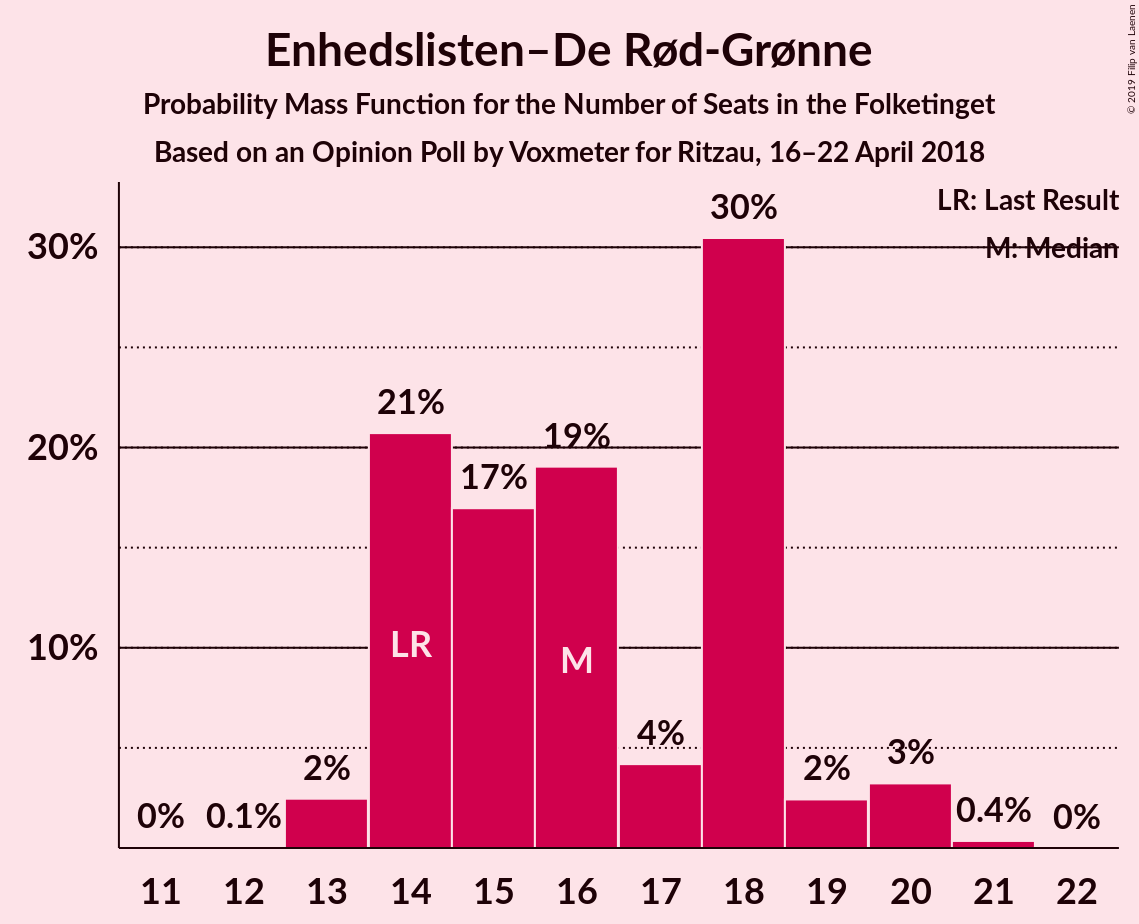 Enhedslisten–De Rød-Grønne
Probability Mass Function for the Number of Seats in the Folketinget
Based on an Opinion Poll by Voxmeter for Ritzau, 16–22 April 2018
© 2019 Filip van Laenen
LR: Last Result
M: Median
30%
20%
10%
0%
0.1%
2%
21%
17%
19%
4%
30%
2%
3%
0.4%
0%
LR
M
11 12 13 14 15 16 17 18 19 20 21 22